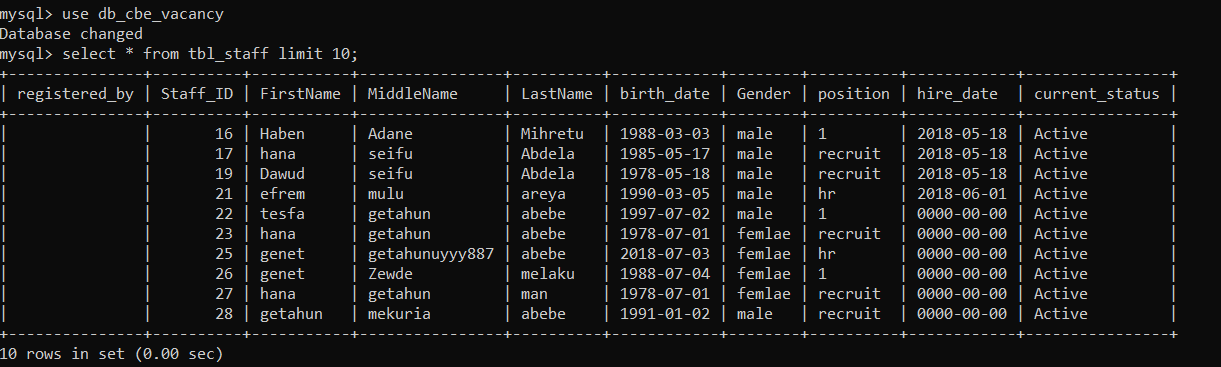 mysql> use db_cbe_vacancy
Database changed
mysql> select * from tbl_staff limit 10;
+---------------+----------+-----------+--------------+----------+------------+--------+----------+------------+----------------+
| registered_by | Staff_ID | FirstName | MiddleName   | LastName | birth_date | Gender | position | hire_date  | current_status |
+---------------+----------+-----------+--------------+----------+------------+--------+----------+------------+----------------+
|               |       16 | Haben     | Adane        | Mihretu  | 1988-03-03 | male   | 1        | 2018-05-18 | Active         |
|               |       17 | hana      | seifu        | Abdela   | 1985-05-17 | male   | recruit  | 2018-05-18 | Active         |
|               |       19 | Dawud     | seifu        | Abdela   | 1978-05-18 | male   | recruit  | 2018-05-18 | Active         |
|               |       21 | efrem     | mulu         | areya    | 1990-03-05 | male   | hr       | 2018-06-01 | Active         |
|               |       22 | tesfa     | getahun      | abebe    | 1997-07-02 | male   | 1        | 0000-00-00 | Active         |
|               |       23 | hana      | getahun      | abebe    | 1978-07-01 | femlae | recruit  | 0000-00-00 | Active         |
|               |       25 | genet     | getahunuyyy887 | abebe    | 2018-07-03 | femlae | hr       | 0000-00-00 | Active         |
|               |       26 | genet     | Zewde        | melaku   | 1988-07-04 | femlae | 1        | 0000-00-00 | Active         |
|               |       27 | hana      | getahun      | man      | 1978-07-01 | femlae | recruit  | 0000-00-00 | Active         |
|               |       28 | getahun   | mekuria      | abebe    | 1991-01-02 | male   | recruit  | 0000-00-00 | Active         |
+---------------+----------+-----------+--------------+----------+------------+--------+----------+------------+----------------+
10 rows in set (0.00 sec)